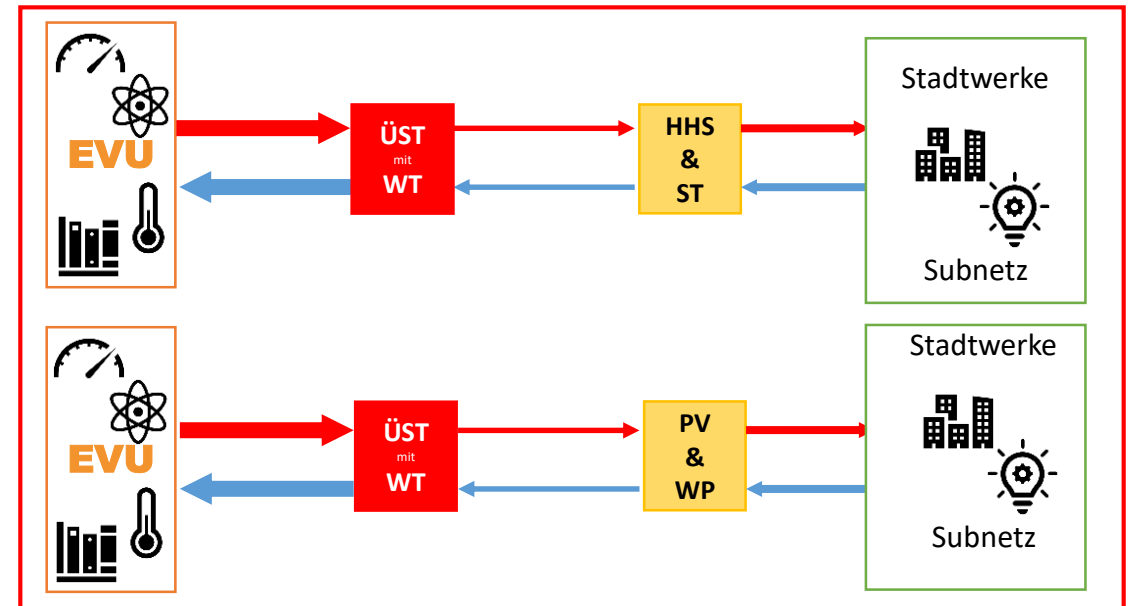 EVU
ÜST
mit
WT
HHS
&
ST
Stadtwerke
Subnetz
EVU
ÜST
mit
WT
PV
&
WP
Stadtwerke
Subnetz